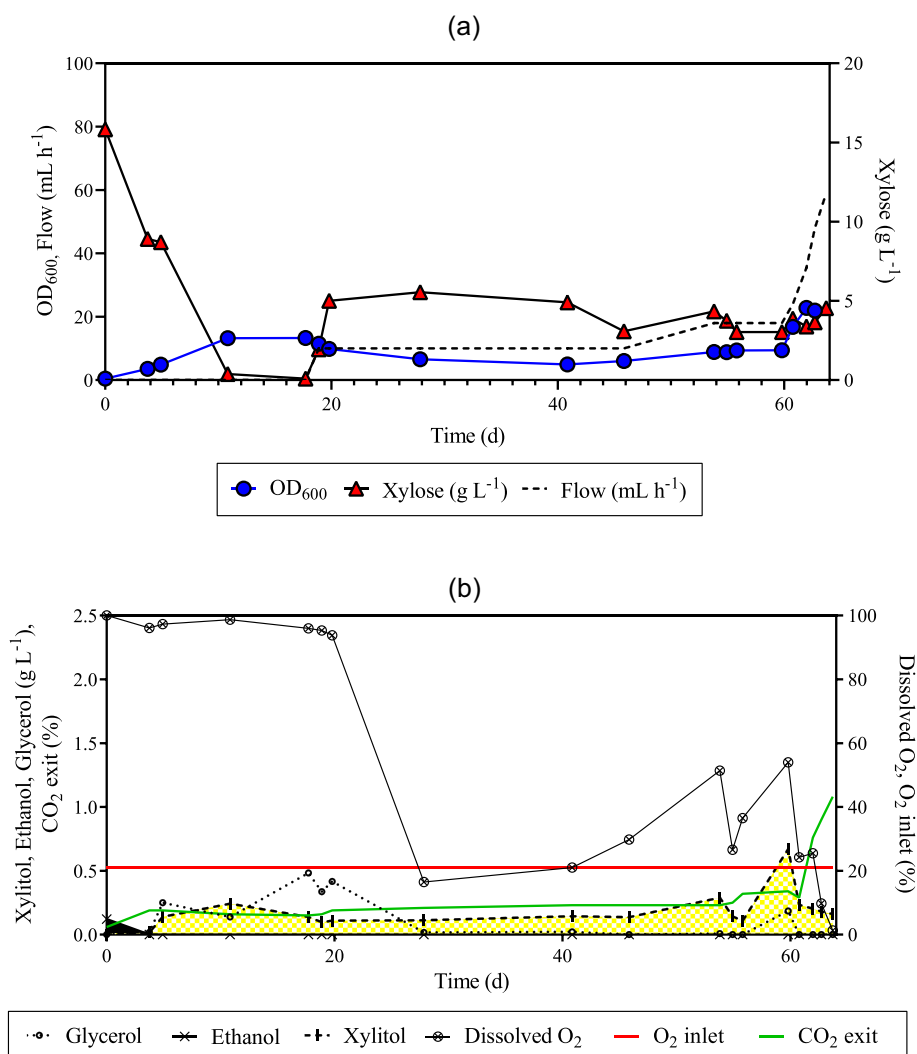 (a)
100
80
60
40
20
0
OD₆₀₀, Flow (mL h⁻¹)
20
15
10
5
0
Xylose (g L⁻¹)
0 20 40 60
Time (d)
OD₆₀₀ Xylose (g L⁻¹) Flow (mL h⁻¹)
(b)
2.5
2.0
1.5
1.0
0.5
0.0
Xylitol, Ethanol, Glycerol (g L⁻¹),
CO₂ exit (%)
100
80
60
40
20
0
Dissolved O₂, O₂ inlet (%)
0 20 40 60
Time (d)
Glycerol Ethanol Xylitol Dissolved O₂ O₂ inlet CO₂ exit